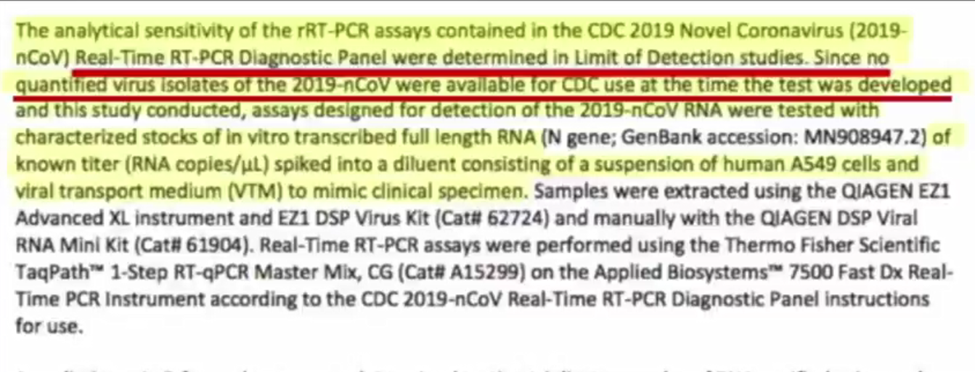 The analytical sensitivity of the rRT-PCR assays contained in the CDC 2019 Novel Coronavirus (2019-
nCoV) Real-Time RT-PCR Diagnostic Panel were determined in Limit of Detection studies. Since no
quantified virus isolates of the 2019-nCoV were available for CDC use at the time the test was developed
and this study conducted, assays designed for detection of the 2019-nCoV RNA were tested with
characterized stocks of in vitro transcribed full length RNA (N gene; GenBank accession: MN908947.2) of
known titer (RNA copies/µL) spiked into a diluent consisting of a suspension of human A549 cells and
viral transport medium (VTM) to mimic clinical specimen. Samples were extracted using the QIAGEN EZ1
Advanced XL instrument and EZ1 DSP Virus Kit (Cat# 62724) and manually with the QIAGEN DSP Viral
RNA Mini Kit (Cat# 61904). Real-Time RT-PCR assays were performed using the Thermo Fisher Scientific
TaqPath™ 1-Step RT-qPCR Master Mix, CG (Cat# A15299) on the Applied Biosystems™ 7500 Fast Dx Real-
Time PCR Instrument according to the CDC 2019-nCoV Real-Time RT-PCR Diagnostic Panel instructions
for use.